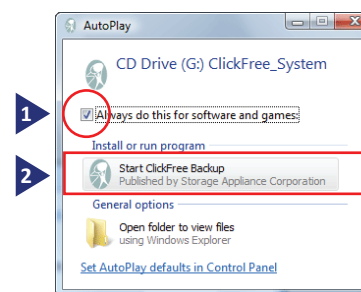 AutoPlay
CD Drive (G:) ClickFree_System
1
Always do this for software and games:
Install or run program
2
Start ClickFree Backup
Published by Storage Appliance Corporation
General options
Open folder to view files
using Windows Explorer
Set AutoPlay defaults in Control Panel